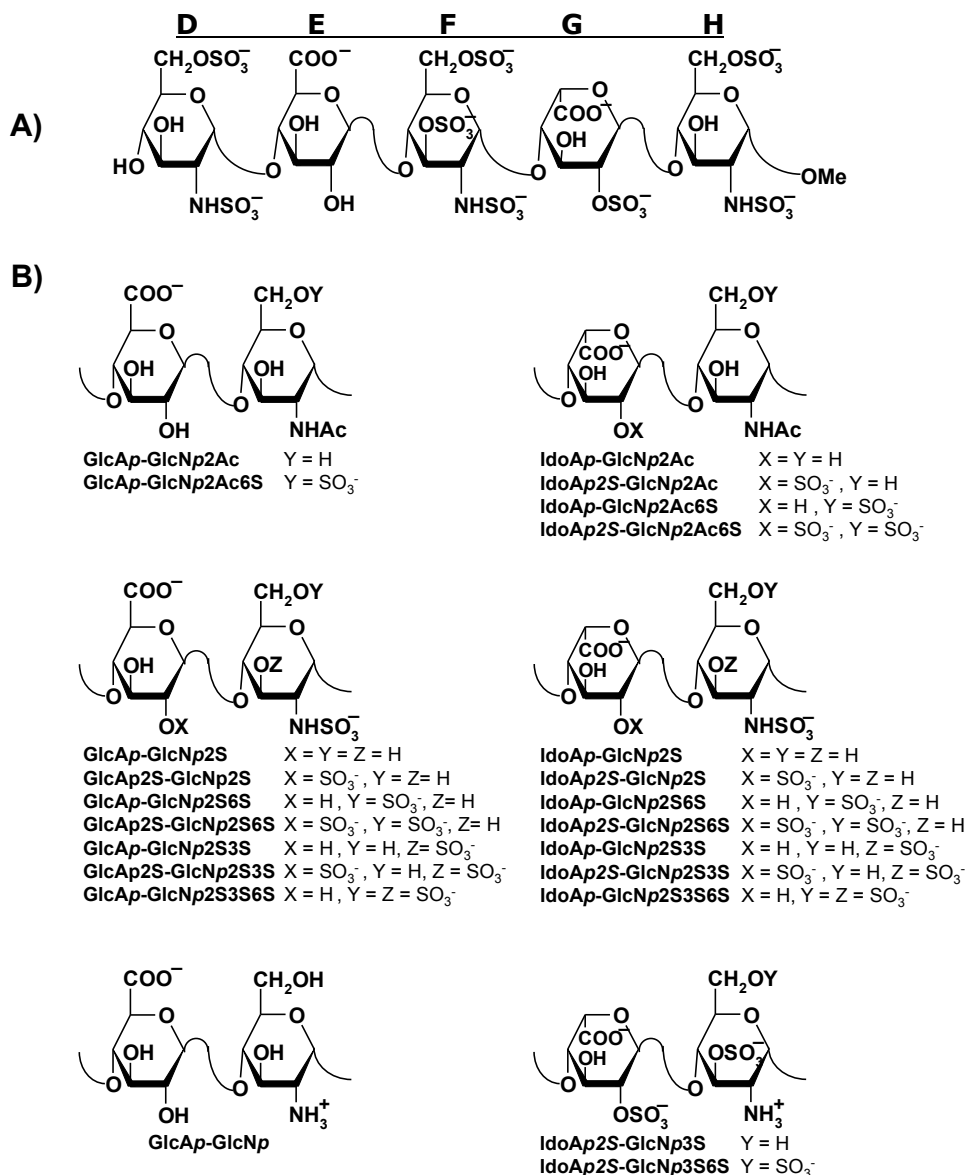 D E F G H
A)
CH2OSO3− COO− CH2OSO3− CH2OSO3−
O O O O O
OH OH OSO3− COO− OH OH
HO O O O O OMe
NHSO3− OH NHSO3− OSO3− NHSO3−
B)
COO− CH2OY CH2OY
O O O O
OH OH COO− OH OH
O O O O
OH NHAc OX NHAc
GlcAp-GlcNp2Ac Y = H
GlcAp-GlcNp2Ac6S Y = SO3-
IdoAp-GlcNp2Ac X = Y = H
IdoAp2S-GlcNp2Ac X = SO3- , Y = H
IdoAp-GlcNp2Ac6S X = H , Y = SO3-
IdoAp2S-GlcNp2Ac6S X = SO3- , Y = SO3-
COO− CH2OY CH2OY
O O O O
OH OZ COO− OH OZ
O O O O
OX NHSO3− OX NHSO3−
GlcAp-GlcNp2S X = Y = Z = H
GlcAp2S-GlcNp2S X = SO3- , Y = Z= H
GlcAp-GlcNp2S6S X = H , Y = SO3-, Z= H
GlcAp2S-GlcNp2S6S X = SO3- , Y = SO3-, Z= H
GlcAp-GlcNp2S3S X = H , Y = H, Z= SO3-
GlcAp2S-GlcNp2S3S X = SO3- , Y = H, Z= SO3-
GlcAp-GlcNp2S3S6S X = H , Y = Z = SO3-
IdoAp-GlcNp2S X = Y = Z = H
IdoAp2S-GlcNp2S X = SO3- , Y = Z= H
IdoAp-GlcNp2S6S X = H , Y = SO3-, Z= H
IdoAp2S-GlcNp2S6S X = SO3- , Y = SO3-, Z= H
IdoAp-GlcNp2S3S X = H , Y = H, Z= SO3-
IdoAp2S-GlcNp2S3S X = SO3- , Y = H, Z= SO3-
IdoAp-GlcNp2S3S6S X = H, Y = Z = SO3-
COO− CH2OH CH2OY
O O O O
OH OH COO− OH OSO3−
O O O O
OH NH3+ OSO3− NH3+
GlcAp-GlcNp
IdoAp2S-GlcNp3S Y = H
IdoAp2S-GlcNp3S6S Y = SO3-